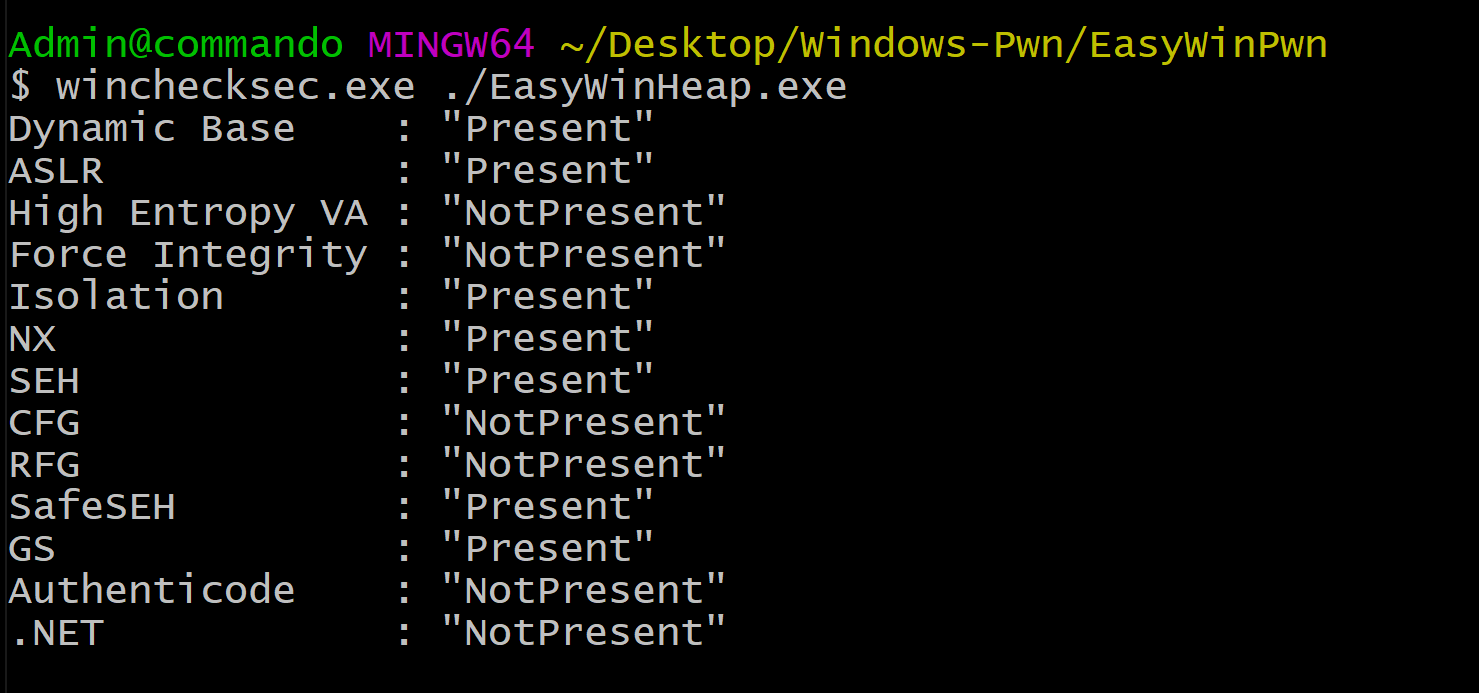 Admin@commando MINGW64 ~/Desktop/Windows-Pwn/EasyWinPwn
$ winchecksec.exe ./EasyWinHeap.exe
Dynamic Base    : "Present"
ASLR            : "Present"
High Entropy VA : "NotPresent"
Force Integrity : "NotPresent"
Isolation       : "Present"
NX              : "Present"
SEH             : "Present"
CFG             : "NotPresent"
RFG             : "NotPresent"
SafeSEH         : "Present"
GS              : "Present"
Authenticode    : "NotPresent"
.NET            : "NotPresent"